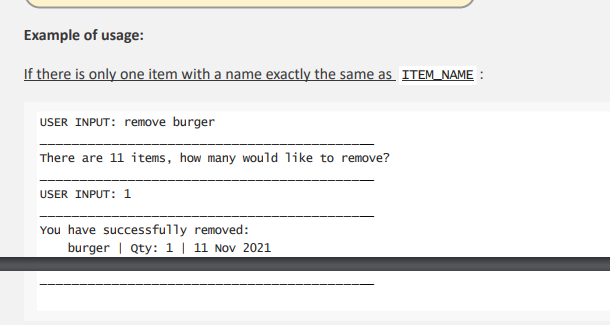 Example of usage:
If there is only one item with a name exactly the same as ITEM_NAME :
USER INPUT: remove burger
____________________________________________
There are 11 items, how many would like to remove?
____________________________________________
USER INPUT: 1
____________________________________________
You have successfully removed:
burger | Qty: 1 | 11 Nov 2021
____________________________________________